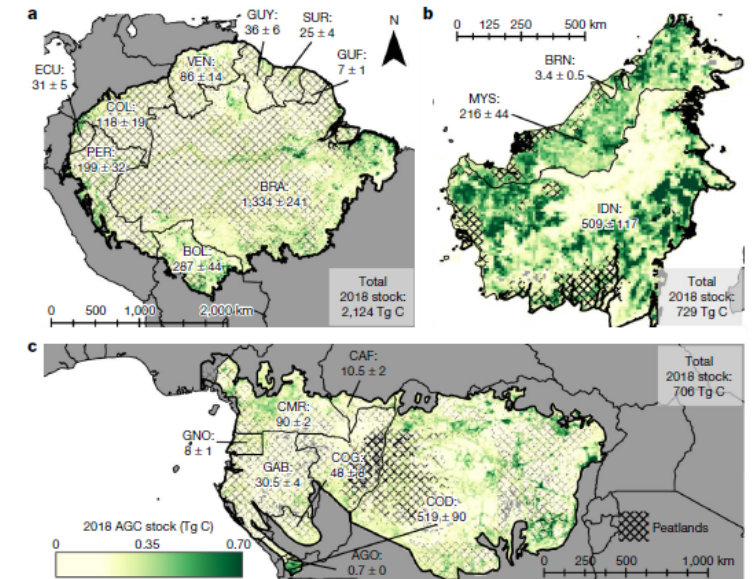 a
GUY:
36 ± 6
SUR:
25 ± 4
N
GUF:
7 ± 1
ECU:
31 ± 5
VEN:
86 ± 14
COL:
118 ± 19
PER:
199 ± 32
BRA:
1,334 ± 241
BOL:
287 ± 44
Total
2018 stock:
2,124 Tg C
0 500 1,000 2,000 km
b
0 125 250 500 km
BRN:
3.4 ± 0.5
MYS:
216 ± 44
IDN:
509 ± 117
Total
2018 stock:
729 Tg C
c
CAF:
10.5 ± 2
Total
2018 stock:
706 Tg C
CMR:
90 ± 2
GNO:
8 ± 1
GAB:
30.5 ± 4
COG:
48 ± 8
COD:
519 ± 90
AGO:
0.7 ± 0
Peatlands
2018 AGC stock (Tg C)
0 0.35 0.70
0 250 500 1,000 km